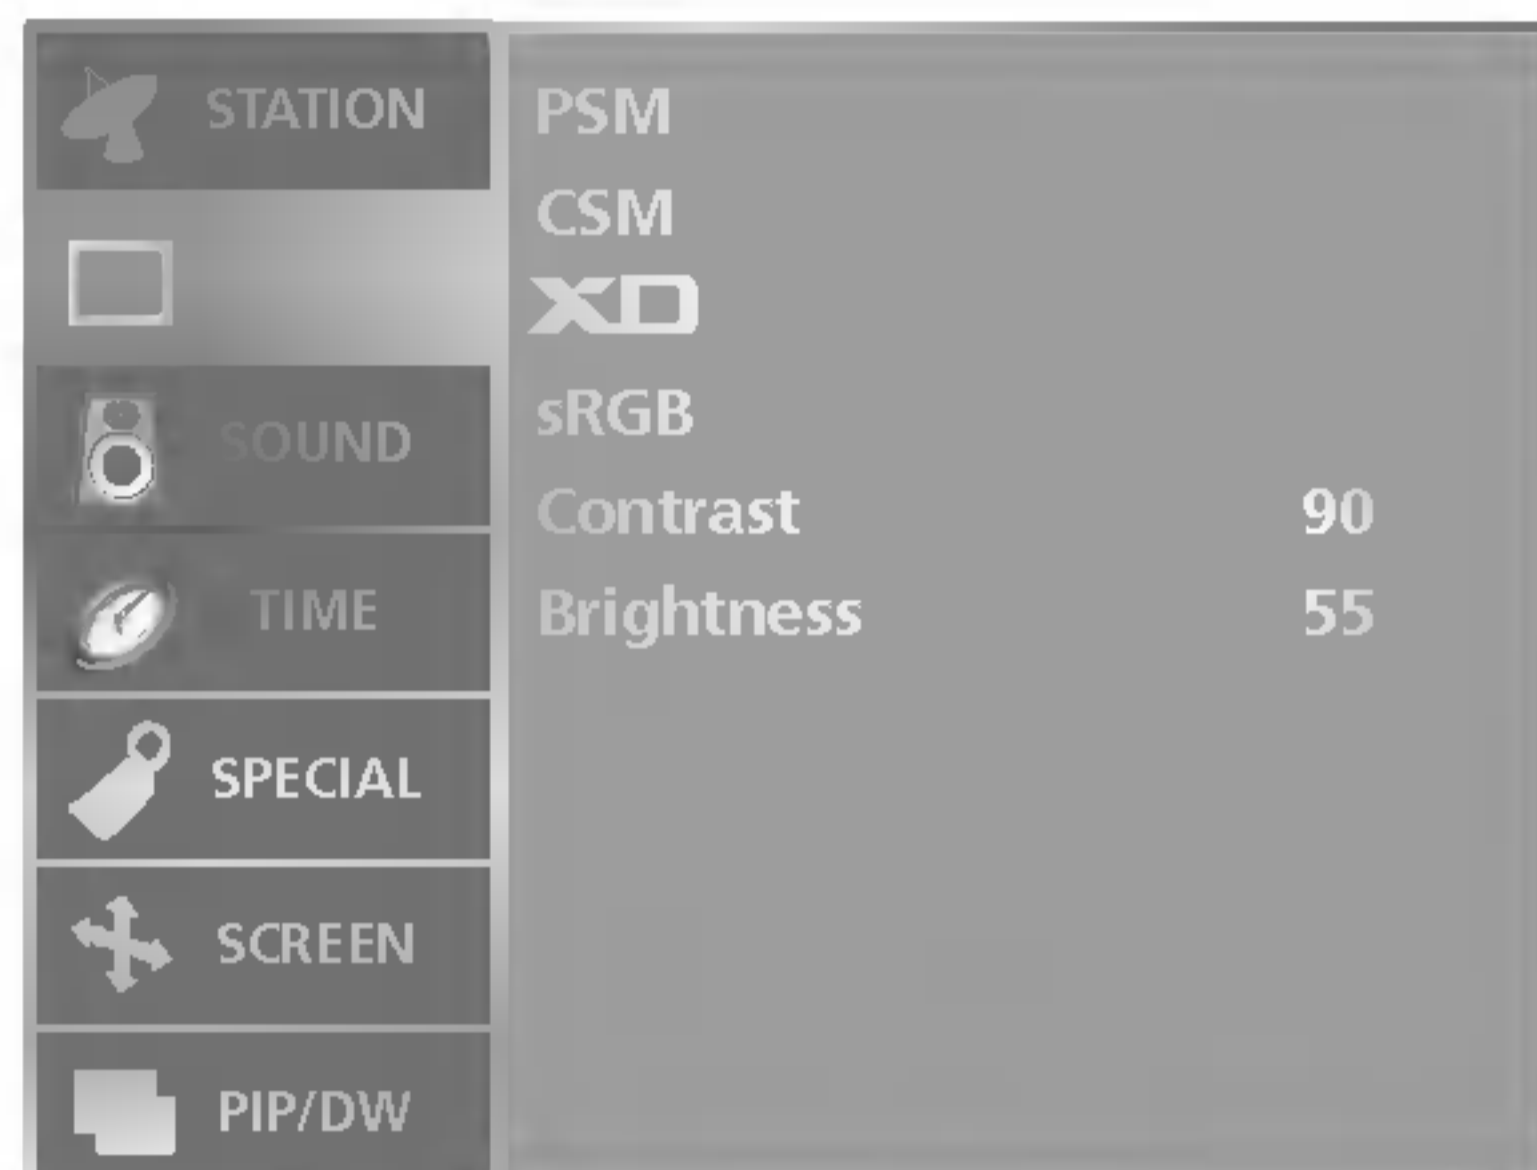 STATION
SOUND
TIME
SPECIAL
SCREEN
PIP/DW
PSM
CSM
XD
sRGB
Contrast 90
Brightness 55